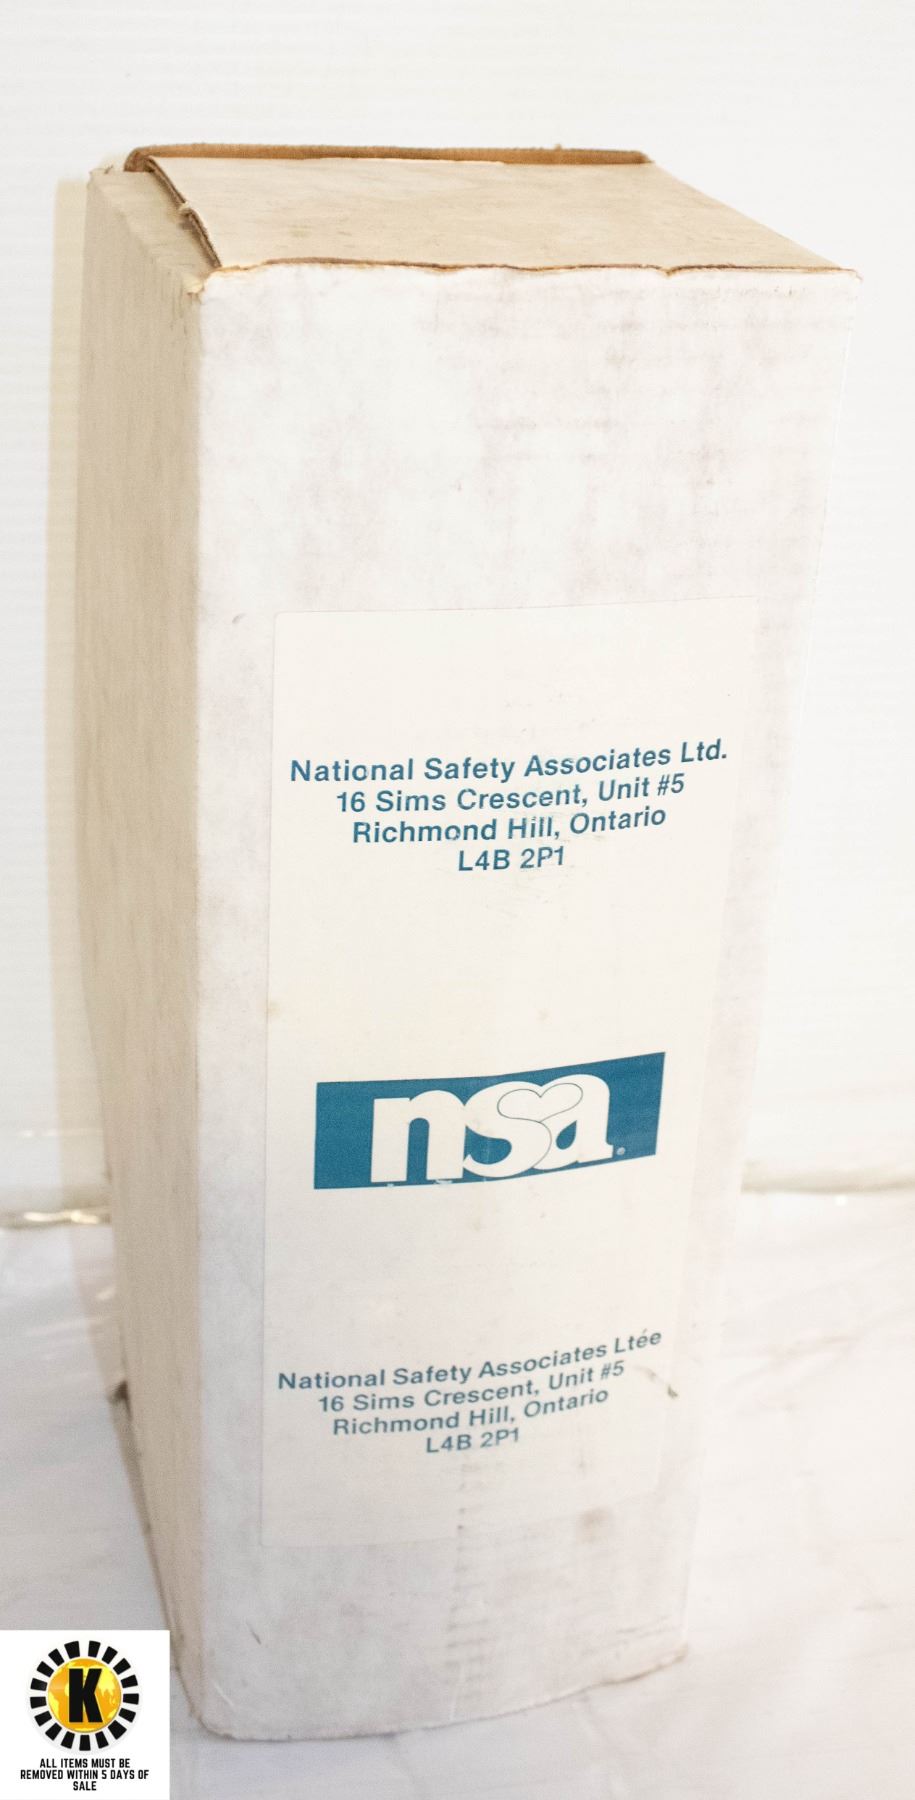 National Safety Associates Ltd.
16 Sims Crescent, Unit #5
Richmond Hill, Ontario
L4B 2P1
nsa®
National Safety Associates Ltée
16 Sims Crescent, Unit #5
Richmond Hill, Ontario
L4B 2P1
K
ALL ITEMS MUST BE
REMOVED WITHIN 5 DAYS OF
SALE